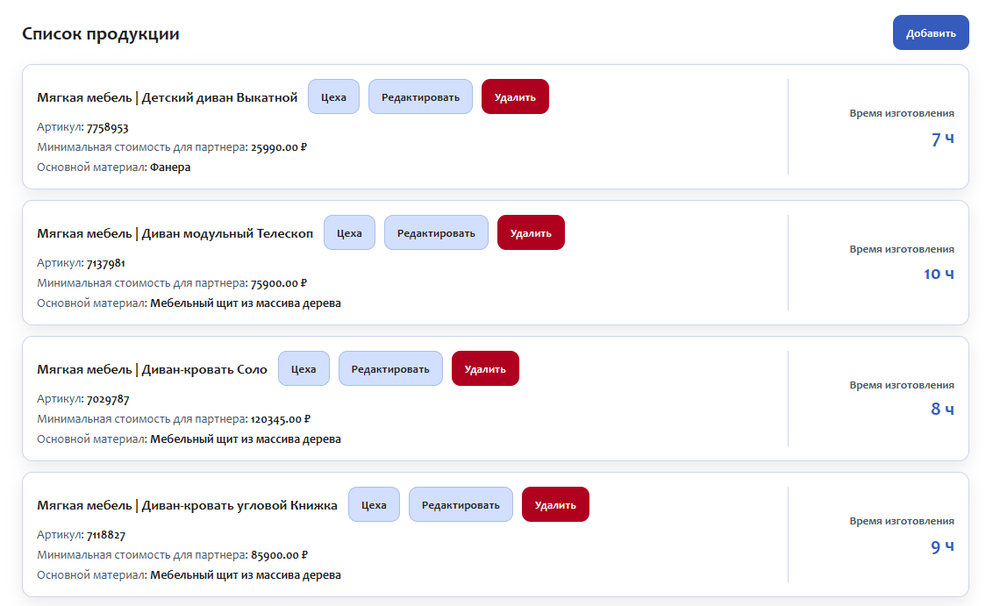 Список продукции
Добавить
Мягкая мебель | Детский диван Выкатной Цеха Редактировать Удалить
Артикул: 7758953
Минимальная стоимость для партнера: 25990.00 ₽
Основной материал: Фанера
Время изготовления
7 ч
Мягкая мебель | Диван модульный Телескоп Цеха Редактировать Удалить
Артикул: 7137981
Минимальная стоимость для партнера: 75900.00 ₽
Основной материал: Мебельный щит из массива дерева
Время изготовления
10 ч
Мягкая мебель | Диван-кровать Соло Цеха Редактировать Удалить
Артикул: 7029787
Минимальная стоимость для партнера: 120345.00 ₽
Основной материал: Мебельный щит из массива дерева
Время изготовления
8 ч
Мягкая мебель | Диван-кровать угловой Книжка Цеха Редактировать Удалить
Артикул: 7118827
Минимальная стоимость для партнера: 85900.00 ₽
Основной материал: Мебельный щит из массива дерева
Время изготовления
9 ч